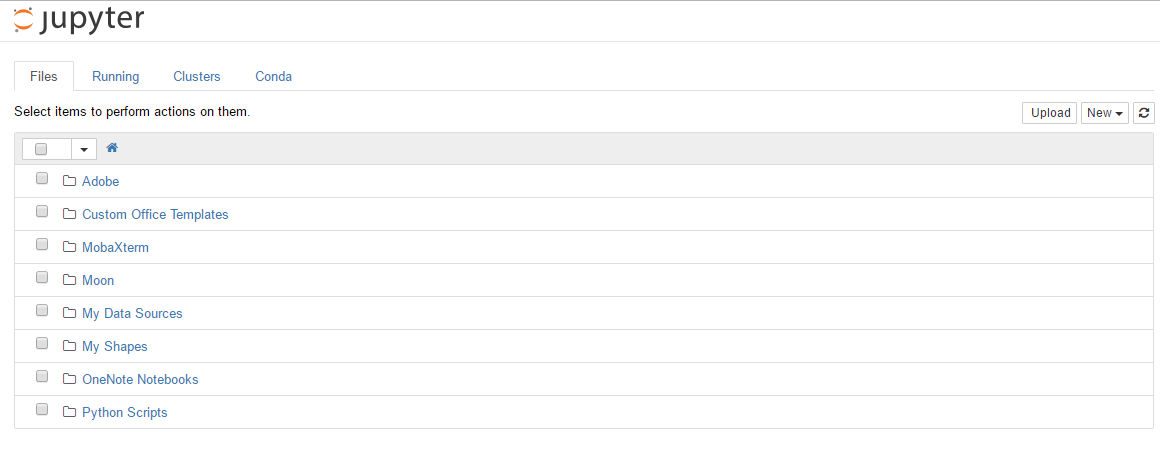 jupyter
Files Running Clusters Conda
Select items to perform actions on them. Upload New
Adobe
Custom Office Templates
MobaXterm
Moon
My Data Sources
My Shapes
OneNote Notebooks
Python Scripts